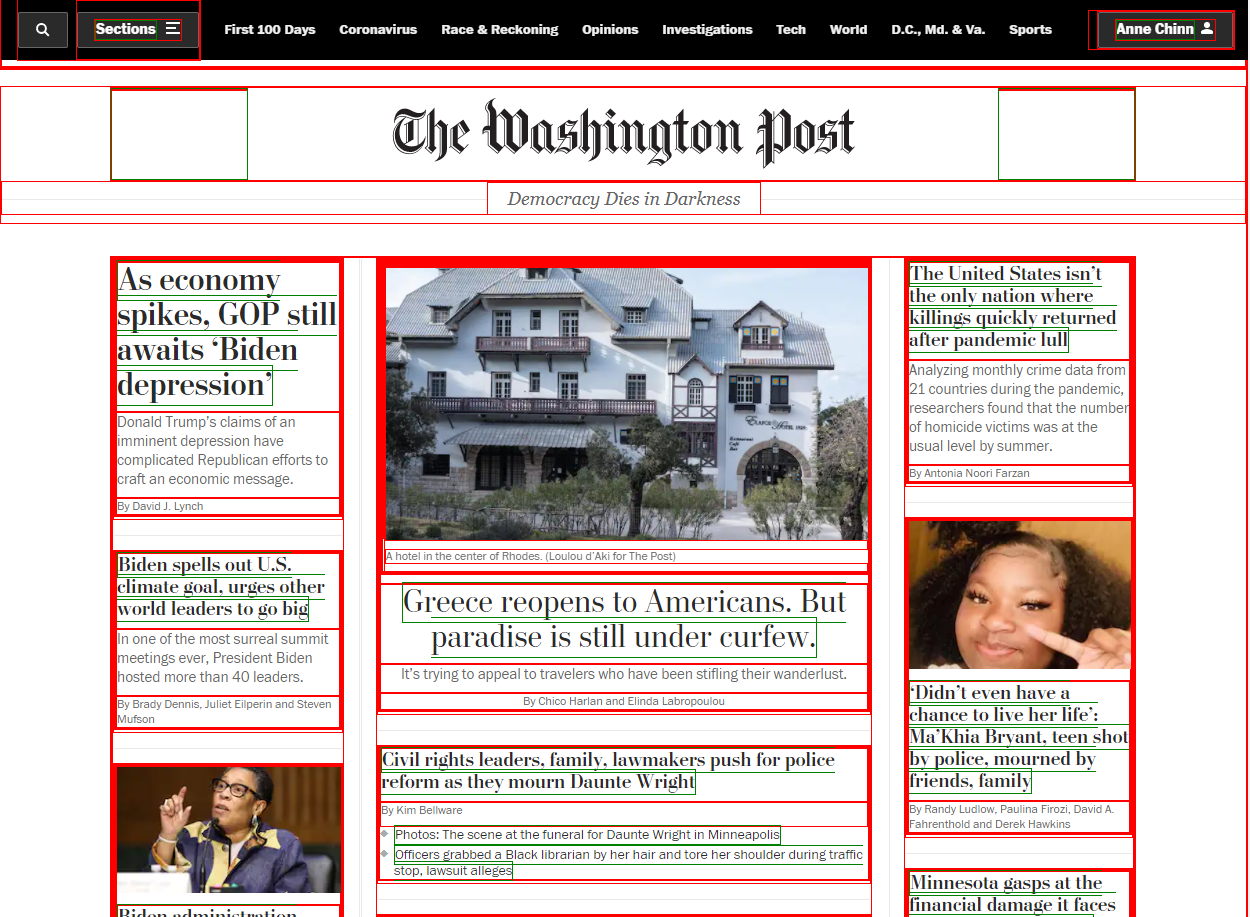 Sections
First 100 Days
Coronavirus
Race & Reckoning
Opinions
Investigations
Tech
World
D.C., Md. & Va.
Sports
Anne Chinn
The Washington Post
Democracy Dies in Darkness
As economy
spikes, GOP still
awaits ‘Biden
depression’
Donald Trump’s claims of an
imminent depression have
complicated Republican efforts to
craft an economic message.
By David J. Lynch
Biden spells out U.S.
climate goal, urges other
world leaders to go big
In one of the most surreal summit
meetings ever, President Biden
hosted more than 40 leaders.
By Brady Dennis, Juliet Eilperin and Steven
Mufson
Biden administration
A hotel in the center of Rhodes. (Loulou d’Aki for The Post)
Greece reopens to Americans. But
paradise is still under curfew.
It’s trying to appeal to travelers who have been stifling their wanderlust.
By Chico Harlan and Elinda Labropoulou
Civil rights leaders, family, lawmakers push for police
reform as they mourn Daunte Wright
By Kim Bellware
Photos: The scene at the funeral for Daunte Wright in Minneapolis
Officers grabbed a Black librarian by her hair and tore her shoulder during traffic
stop, lawsuit alleges
The United States isn’t
the only nation where
killings quickly returned
after pandemic lull
Analyzing monthly crime data from
21 countries during the pandemic,
researchers found that the number
of homicide victims was at the
usual level by summer.
By Antonia Noori Farzan
‘Didn’t even have a
chance to live her life’:
Ma’Khia Bryant, teen shot
by police, mourned by
friends, family
By Randy Ludlow, Paulina Firozi, David A.
Fahrenthold and Derek Hawkins
Minnesota gasps at the
financial damage it faces